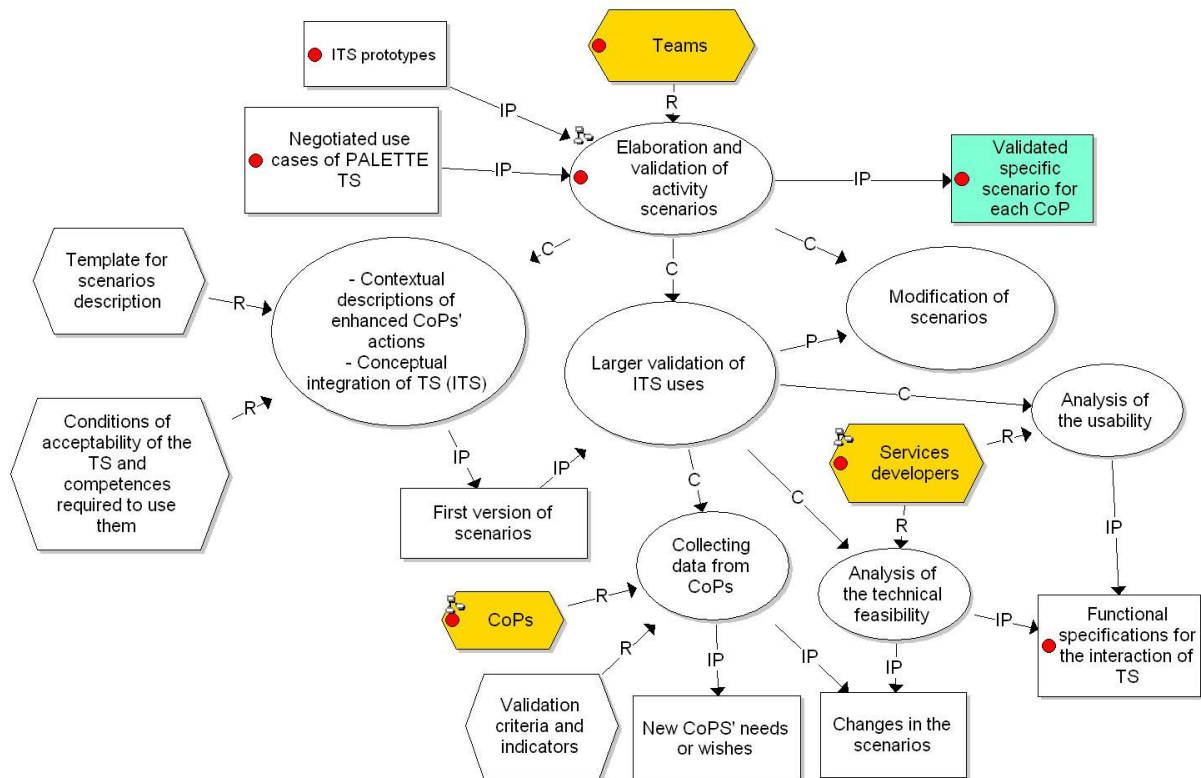 Teams
ITS prototypes
R
IP
Negotiated use
cases of PALETTE
TS
IP
Elaboration and
validation of
activity
scenarios
IP
Validated
specific
scenario for
each CoP
C
C
C
Template for
scenarios
description
R
- Contextual
descriptions of
enhanced CoPs'
actions
- Conceptual
integration of TS (ITS)
Modification of
scenarios
P
Larger validation of
ITS uses
C
Analysis of
the usability
R
Conditions of
acceptability of the
TS and
competences
required to use
them
R
Services
developers
IP
IP
C
C
First version of
scenarios
R
IP
Collecting
data from
CoPs
Analysis of
the technical
feasibility
CoPs
R
IP
Functional
specifications for
the interaction of
TS
R
IP
IP
IP
Validation
criteria and
indicators
New CoPS' needs
or wishes
Changes in the
scenarios